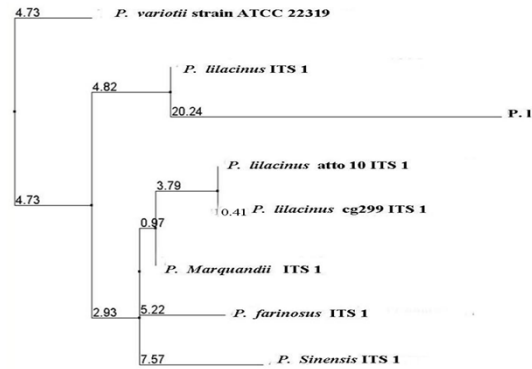 4.73 P. variotii strain ATCC 22319
P. lilacinus ITS 1
4.82
20.24 P. l
P. lilacinus atto 10 ITS 1
3.79
0.41 P. lilacinus cg299 ITS 1
4.73
0.97
P. Marquandii ITS 1
2.93
5.22 P. farinosus ITS 1
7.57 P. Sinensis ITS 1